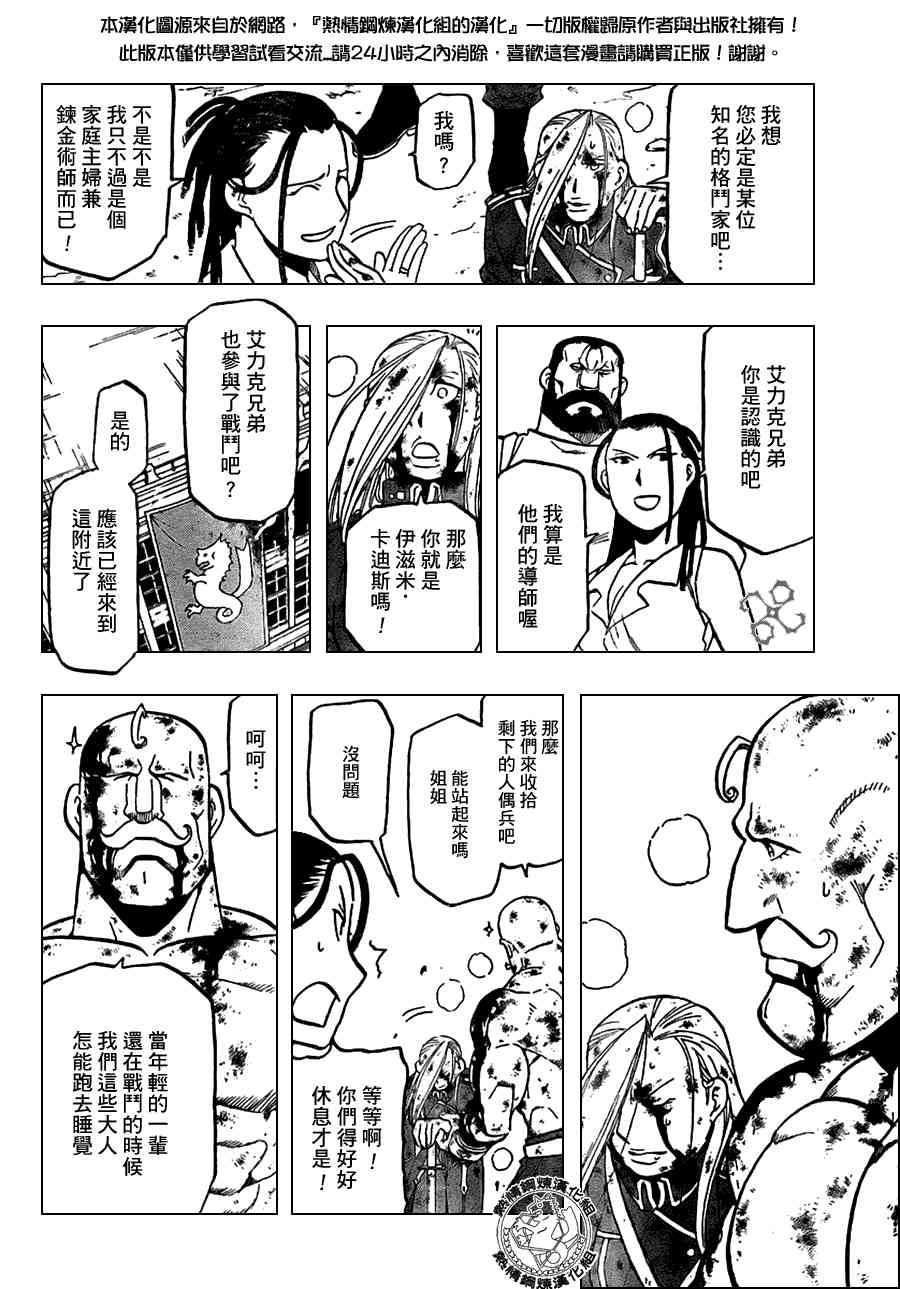 本漢化圖源來自於網路，『熱情鋼煉漢化組的漢化』一切版權歸原作者與出版社擁有！
此版本僅供學習試看交流...請24小時之內消除，喜歡這套漫畫請購買正版！謝謝。
我想
您必定是某位
知名的格鬥家吧…
我嗎？
不是不是
我只不過是個
家庭主婦兼
鍊金術師而已！
艾力克兄弟
你是認識的吧
我算是
他們的導師喔
那麼
你就是
伊滋米·
卡迪斯嗎！
艾力克兄弟
也參與了戰鬥吧？
是的
應該已經來到
這附近了
那麼
我們來收拾
剩下的人偶兵吧
能站起來嗎
姐姐
沒問題
等等啊！
你們得好好
休息才是！
呵呵…
當年輕的一輩
還在戰鬥的時候
我們這些大人
怎能跑去睡覺
熱情鋼煉漢化組
熱情鋼煉漢化組